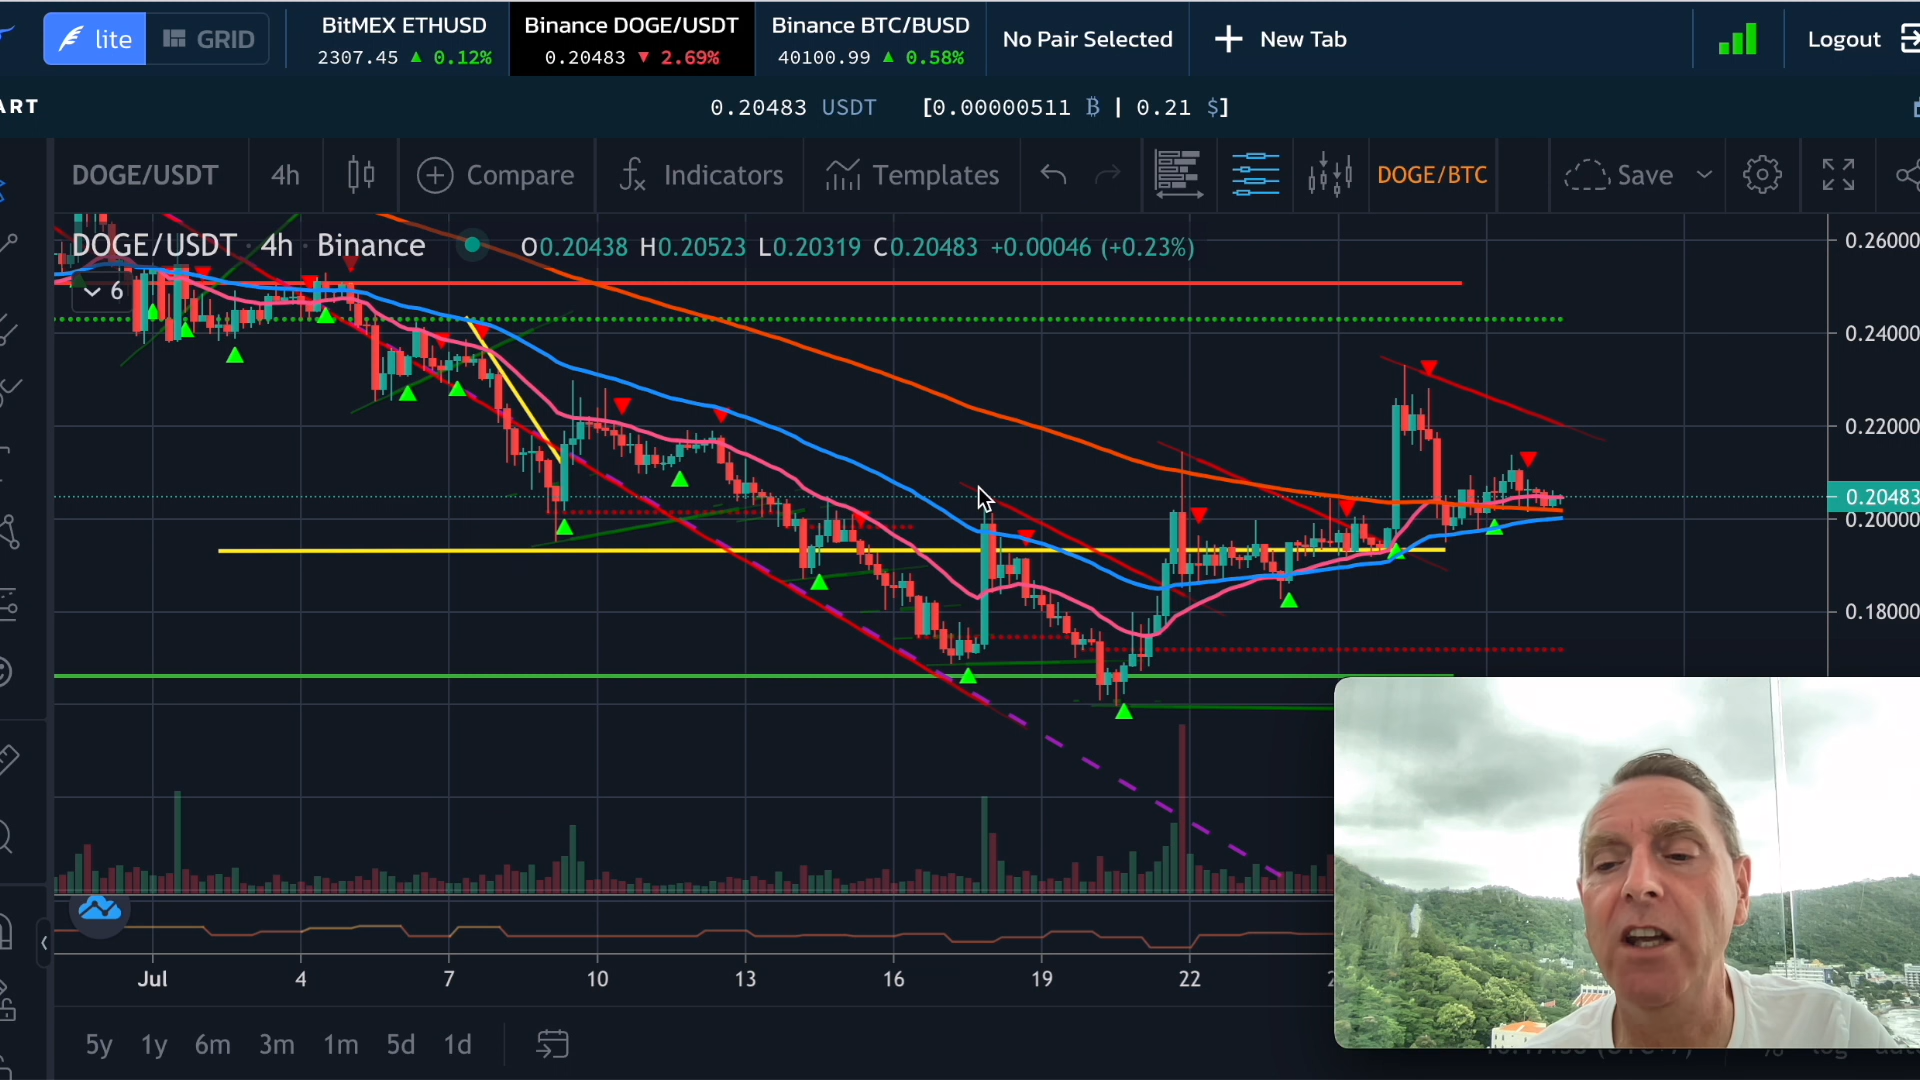 lite
GRID
BitMEX ETHUSD
2307.45 ▲ 0.12%
Binance DOGE/USDT
0.20483 ▼ 2.69%
Binance BTC/BUSD
40100.99 ▲ 0.58%
No Pair Selected
+ New Tab
Logout
ART
0.20483 USDT [0.00000511 ₿ | 0.21 $]
DOGE/USDT
4h
Compare
Indicators
Templates
DOGE/BTC
Save
DOGE/USDT · 4h · Binance
O0.20438 H0.20523 L0.20319 C0.20483 +0.00046 (+0.23%)
6
0.26000
0.24000
0.22000
0.20483
0.20000
0.18000
Jul 4 7 10 13 16 19 22
5y 1y 6m 3m 1m 5d 1d